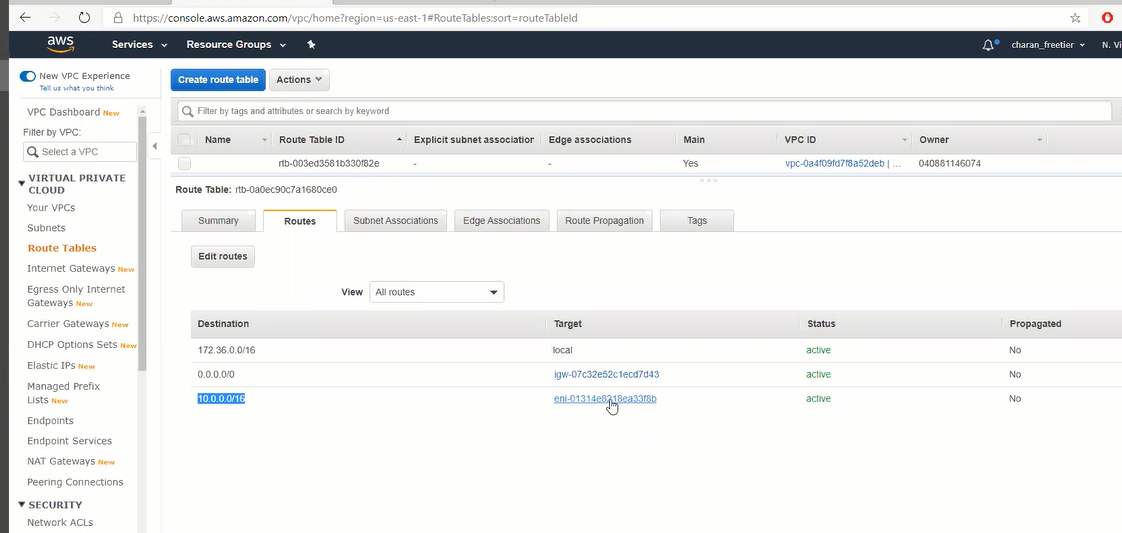 https://console.aws.amazon.com/vpc/home?region=us-east-1#RouteTables:sort=routeTableId
aws Services Resource Groups charan_freetier N. Vi
New VPC Experience
Tell us what you think
VPC Dashboard New
Filter by VPC:
Select a VPC
VIRTUAL PRIVATE
CLOUD
Your VPCs
Subnets
Route Tables
Internet Gateways New
Egress Only Internet
Gateways New
Carrier Gateways New
DHCP Options Sets New
Elastic IPs New
Managed Prefix
Lists New
Endpoints
Endpoint Services
NAT Gateways New
Peering Connections
SECURITY
Network ACLs
Create route table Actions
Filter by tags and attributes or search by keyword
Name Route Table ID Explicit subnet association Edge associations Main VPC ID Owner
rtb-003ed3581b330f82e - - Yes vpc-0a4f09fd7f8a52deb | ... 040881146074
Route Table: rtb-0a0ec90c7a1680ce0
Summary Routes Subnet Associations Edge Associations Route Propagation Tags
Edit routes
View All routes
Destination Target Status Propagated
172.36.0.0/16 local active No
0.0.0.0/0 igw-07c32e52c1ecd7d43 active No
10.0.0.0/16 eni-01314e8218ea33f8b active No